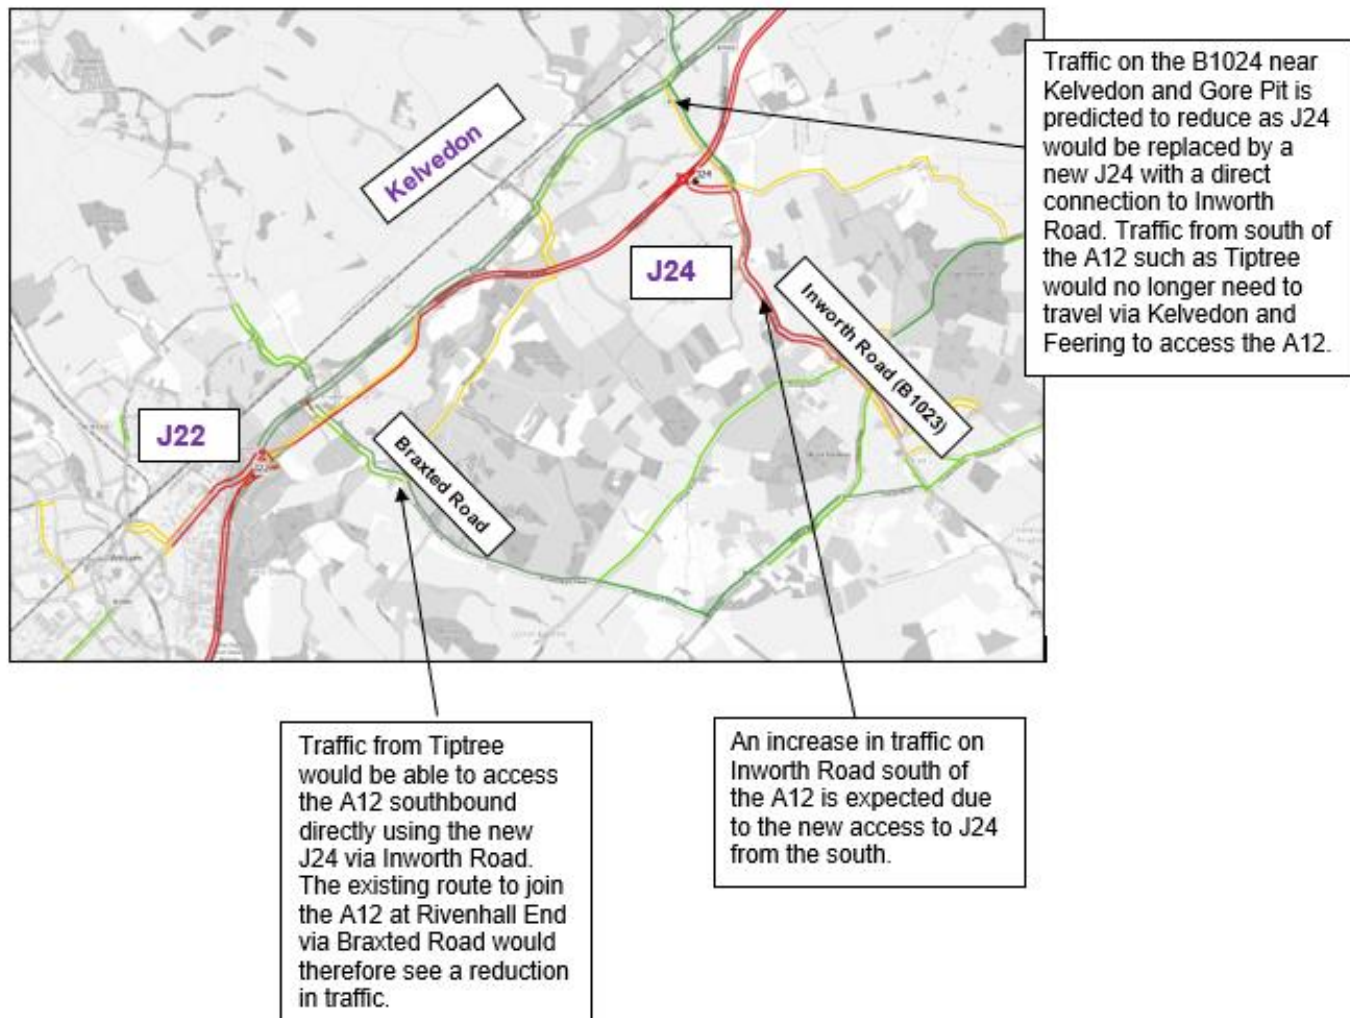 Kelvedon
J24
J24
Inworth Road (B1023)
J22
Braxted Road
Traffic on the B1024 near
Kelvedon and Gore Pit is
predicted to reduce as J24
would be replaced by a
new J24 with a direct
connection to Inworth
Road. Traffic from south of
the A12 such as Tiptree
would no longer need to
travel via Kelvedon and
Feering to access the A12.
Traffic from Tiptree
would be able to access
the A12 southbound
directly using the new
J24 via Inworth Road.
The existing route to join
the A12 at Rivenhall End
via Braxted Road would
therefore see a reduction
in traffic.
An increase in traffic on
Inworth Road south of
the A12 is expected due
to the new access to J24
from the south.